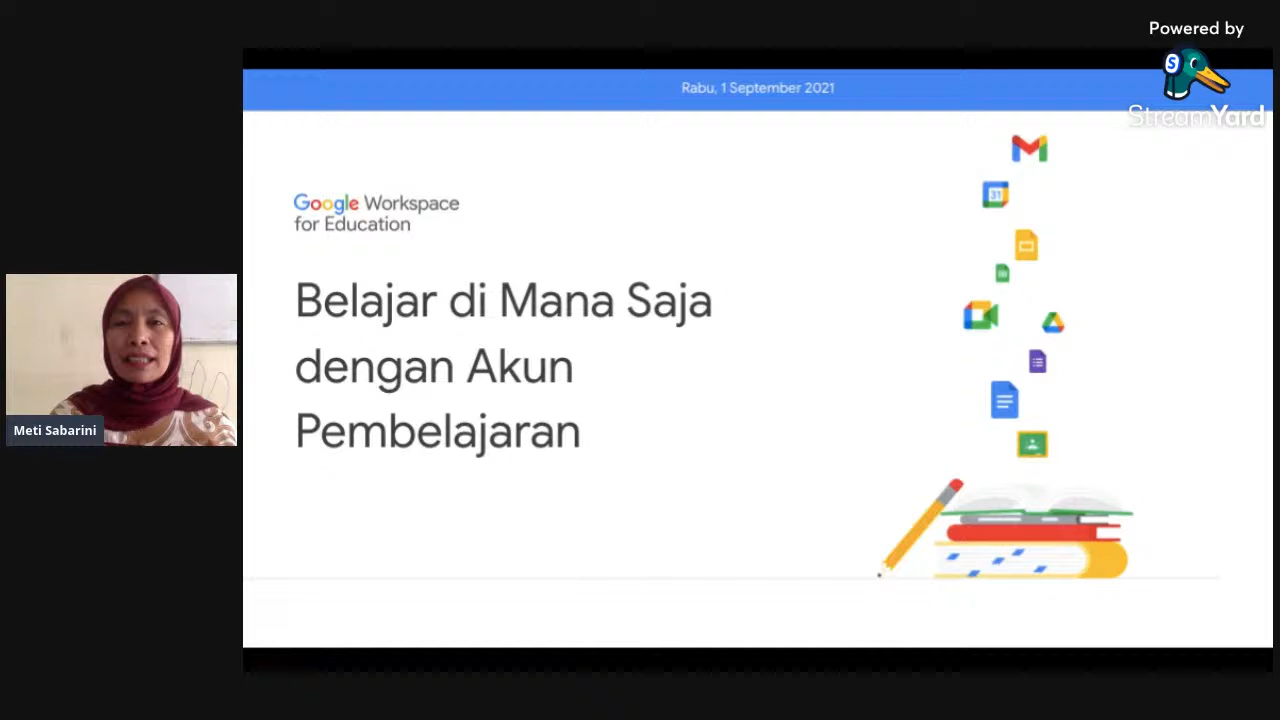 Powered by
StreamYard
Rabu, 1 September 2021
Google Workspace
for Education
Belajar di Mana Saja
dengan Akun
Pembelajaran
Meti Sabarini
31
S